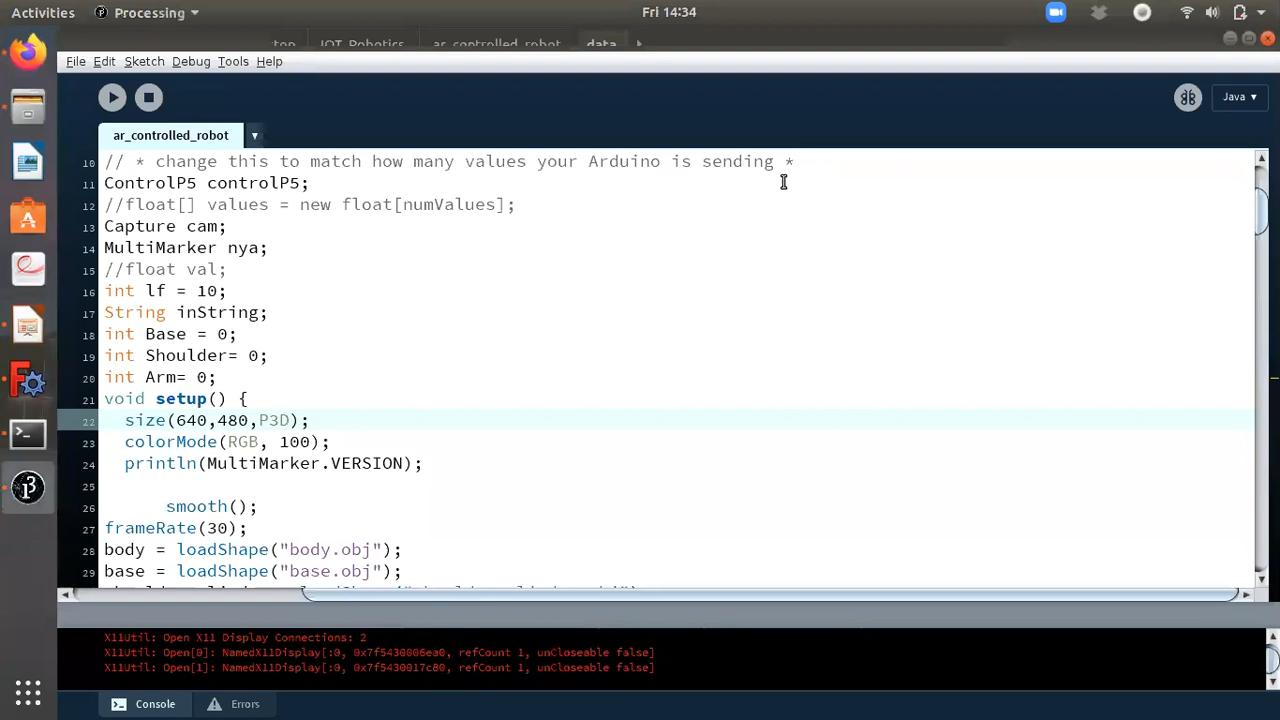 Activities Processing Fri 14:34
IOT_Robotics ar_controlled_robot data
File Edit Sketch Debug Tools Help
Java
ar_controlled_robot
10 // * change this to match how many values your Arduino is sending *
11 ControlP5 controlP5;
12 //float[] values = new float[numValues];
13 Capture cam;
14 MultiMarker nya;
15 //float val;
16 int lf = 10;
17 String inString;
18 int Base = 0;
19 int Shoulder= 0;
20 int Arm= 0;
21 void setup() {
22 size(640,480,P3D);
23 colorMode(RGB, 100);
24 println(MultiMarker.VERSION);
25
26 smooth();
27 frameRate(30);
28 body = loadShape("body.obj");
29 base = loadShape("base.obj");
X11Util: Open X11 Display Connections: 2
X11Util: Open[0]: NamedX11Display[:0, 0x7f5430006ea0, refCount 1, unCloseable false]
X11Util: Open[1]: NamedX11Display[:0, 0x7f5430017c80, refCount 1, unCloseable false]
Console Errors